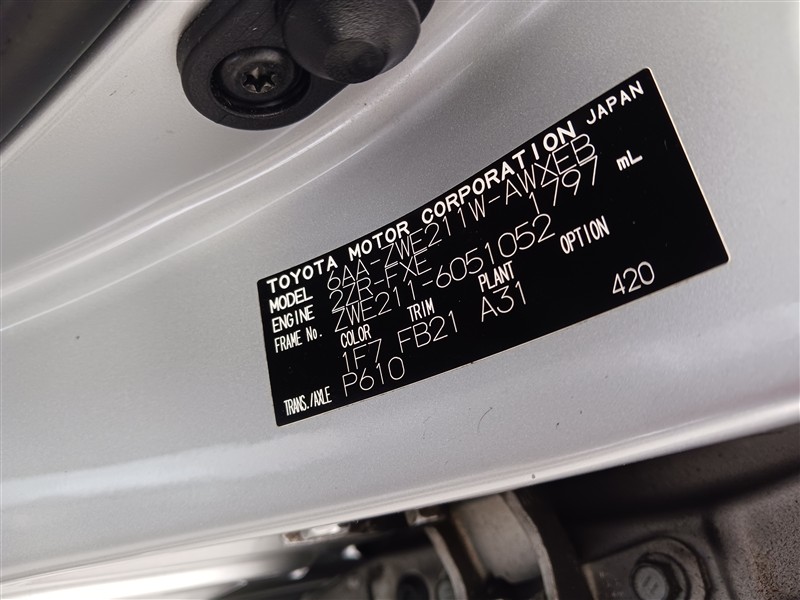 TOYOTA MOTOR CORPORATION JAPAN
MODEL 6AA-ZWE211W-AWXEB
ENGINE 2ZR-FXE 1797 mL
FRAME No. ZWE211-6051052
COLOR TRIM PLANT OPTION
1F7 FB21 A31 420
TRANS./AXLE P610